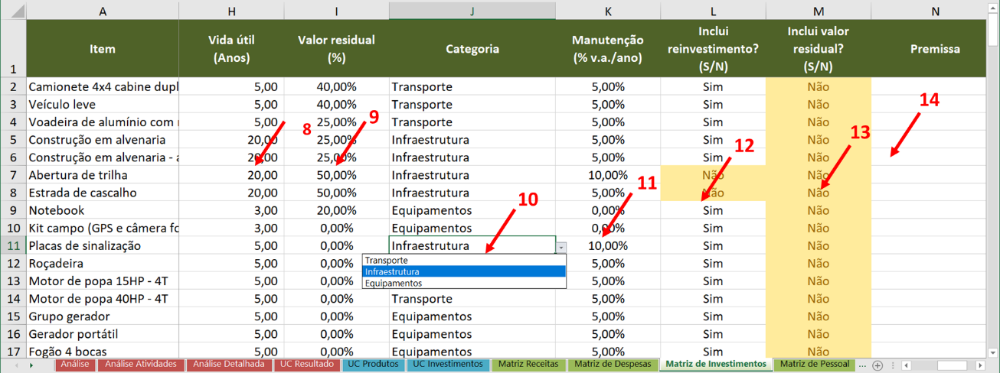 A H I J K L M N
1 Item Vida útil (Anos) Valor residual (%) Categoria Manutenção (% v.a./ano) Inclui reinvestimento? (S/N) Inclui valor residual? (S/N) Premissa
2 Camionete 4x4 cabine dupl 5,00 40,00% Transporte 5,00% Sim Não
3 Veículo leve 5,00 40,00% Transporte 5,00% Sim Não 14
4 Voadeira de alumínio com 5,00 25,00% Transporte 5,00% Sim Não
8 9 13
5 Construção em alvenaria 20,00 25,00% Infraestrutura 5,00% Sim Não
12
6 Construção em alvenaria - a 20,00 25,00% Infraestrutura 5,00% Sim Não
7 Abertura de trilha 20,00 50,00% Infraestrutura 10,00% Não Não
11
8 Estrada de cascalho 20,00 50,00% Infraestrutura 5,00% Não Não
10
9 Notebook 3,00 20,00% Equipamentos 0,00% Sim Não
10 Kit campo (GPS e câmera fo 3,00 0,00% Equipamentos 0,00% Sim Não
11 Placas de sinalização 5,00 0,00% Infraestrutura 10,00% Sim Não
Transporte
Infraestrutura
Equipamentos
12 Roçadeira 5,00 0,00% 5,00% Sim Não
13 Motor de popa 15HP - 4T 5,00 0,00% 5,00% Sim Não
14 Motor de popa 40HP - 4T 5,00 0,00% Transporte 5,00% Sim Não
15 Grupo gerador 5,00 0,00% Equipamentos 5,00% Sim Não
16 Gerador portátil 5,00 0,00% Equipamentos 5,00% Sim Não
17 Fogão 4 bocas 5,00 0,00% Equipamentos 5,00% Sim Não
Análise Análise Atividades Análise Detalhada UC Resultado UC Produtos UC Investimentos Matriz Receitas Matriz de Despesas Matriz de Investimentos Matriz de Pessoal ...